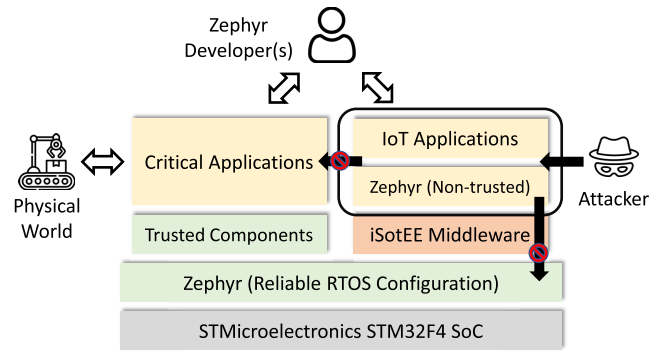 Zephyr
Developer(s)
Critical Applications
IoT Applications
Zephyr (Non-trusted)
Physical
World
Attacker
Trusted Components
iSotEE Middleware
Zephyr (Reliable RTOS Configuration)
STMicroelectronics STM32F4 SoC